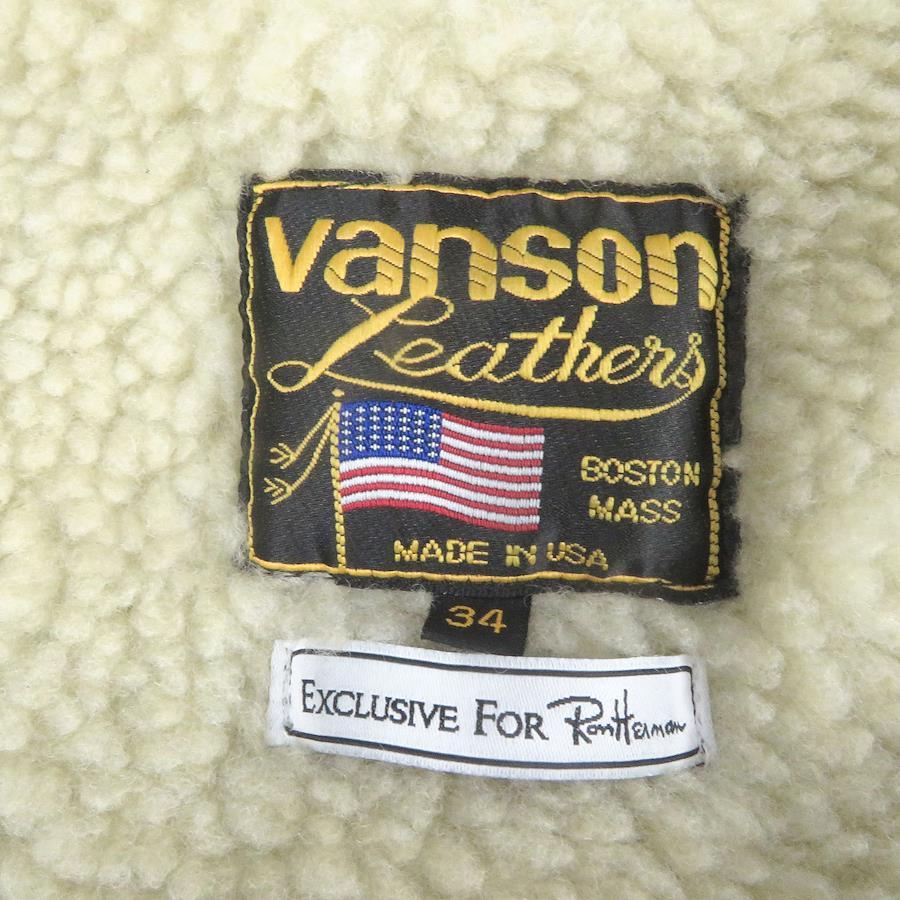 vanson
Leathers
BOSTON
MASS
MADE IN USA
34
EXCLUSIVE FOR RonHerman